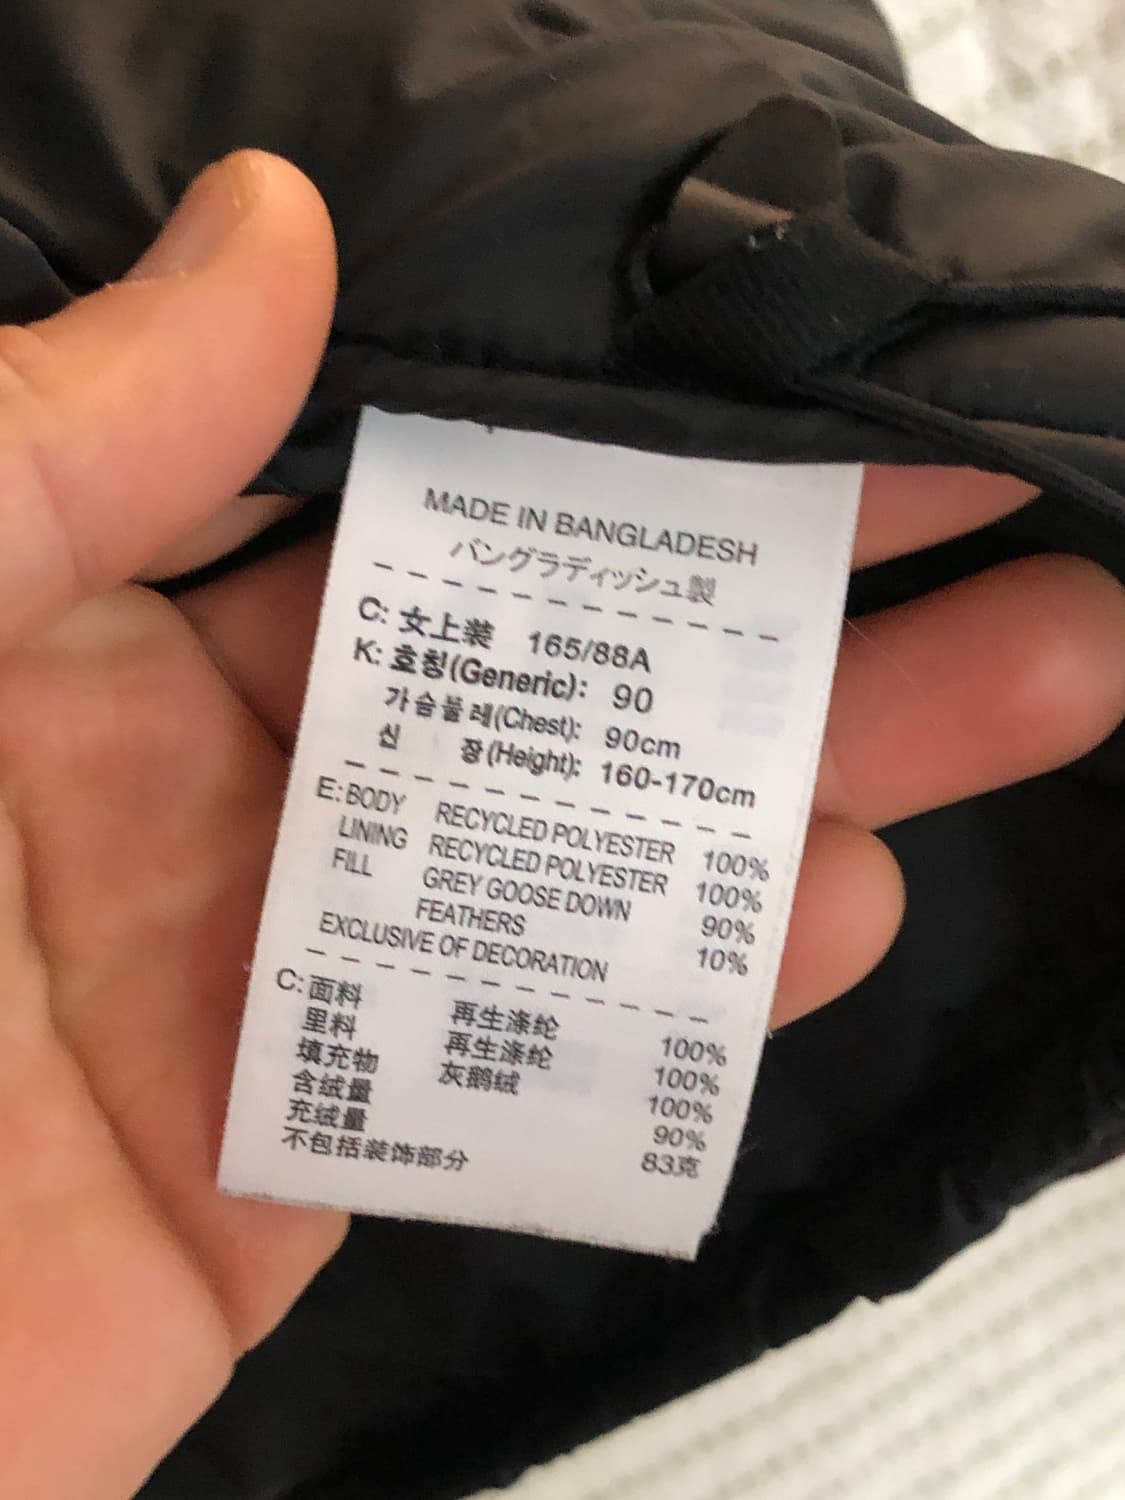 MADE IN BANGLADESH
バングラディッシュ製
C: 女上装 165/88A
K: 호칭(Generic): 90
가슴둘레(Chest): 90cm
신 장(Height): 160-170cm
E: BODY RECYCLED POLYESTER 100%
LINING RECYCLED POLYESTER 100%
FILL GREY GOOSE DOWN 90%
FEATHERS 10%
EXCLUSIVE OF DECORATION
C: 面料 再生涤纶 100%
里料 再生涤纶 100%
填充物 灰鹅绒 100%
含绒量 90%
充绒量 83克
不包括装饰部分